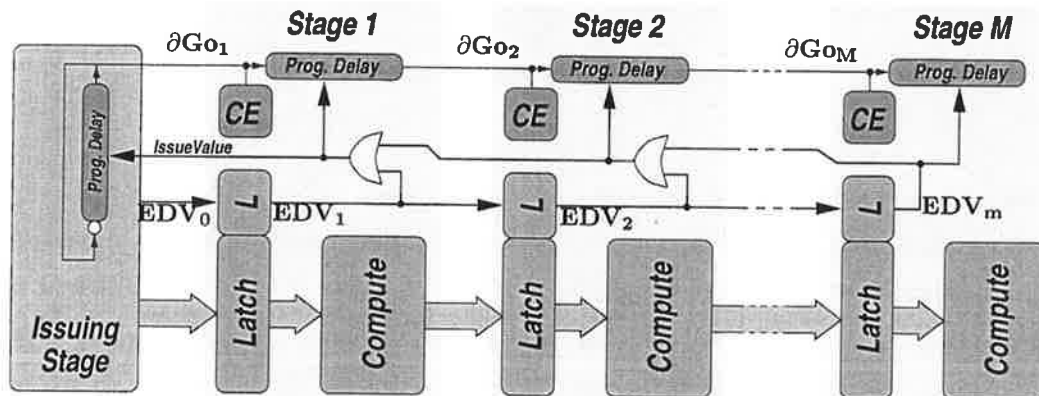 Stage 1
Stage 2
Stage M
∂Go₁
Prog. Delay
∂Go₂
Prog. Delay
∂Go_M
Prog. Delay
Prog. Delay
CE
CE
CE
IssueValue
EDV₀
L
EDV₁
L
EDV₂
L
EDVₘ
Issuing
Stage
Latch
Compute
Latch
Compute
Latch
Compute